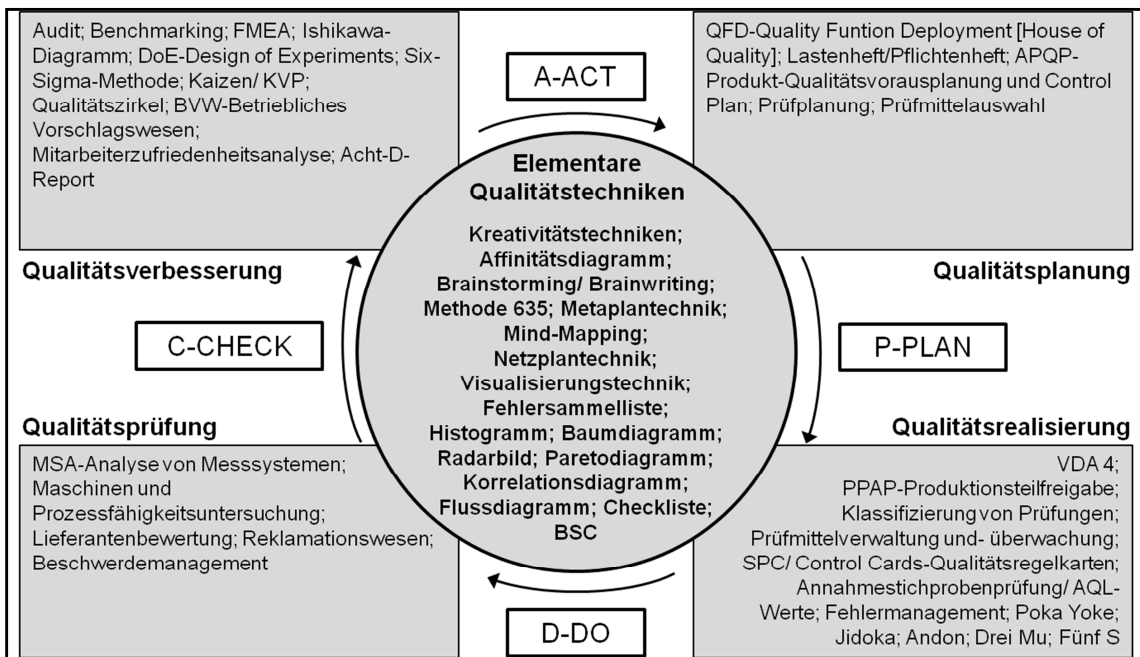 Audit; Benchmarking; FMEA; Ishikawa-
Diagramm; DoE-Design of Experiments; Six-
Sigma-Methode; Kaizen/ KVP;
Qualitätszirkel; BVW-Betriebliches
Vorschlagswesen;
Mitarbeiterzufriedenheitsanalyse; Acht-D-
Report
Qualitätsverbesserung
A-ACT
QFD-Quality Funtion Deployment [House of
Quality]; Lastenheft/Pflichtenheft; APQP-
Produkt-Qualitätsvorausplanung und Control
Plan; Prüfplanung; Prüfmittelauswahl
Qualitätsplanung
Elementare
Qualitätstechniken
Kreativitätstechniken;
Affinitätsdiagramm;
Brainstorming/ Brainwriting;
Methode 635; Metaplantechnik;
Mind-Mapping;
Netzplantechnik;
Visualisierungstechnik;
Fehlersammelliste;
Histogramm; Baumdiagramm;
Radarbild; Paretodiagramm;
Korrelationsdiagramm;
Flussdiagramm; Checkliste;
BSC
C-CHECK
P-PLAN
Qualitätsprüfung
MSA-Analyse von Messsystemen;
Maschinen und
Prozessfähigkeitsuntersuchung;
Lieferantenbewertung; Reklamationswesen;
Beschwerdemanagement
D-DO
Qualitätsrealisierung
VDA 4;
PPAP-Produktionsteilfreigabe;
Klassifizierung von Prüfungen;
Prüfmittelverwaltung und- überwachung;
SPC/ Control Cards-Qualitätsregelkarten;
Annahmestichprobenprüfung/ AQL-
Werte; Fehlermanagement; Poka Yoke;
Jidoka; Andon; Drei Mu; Fünf S